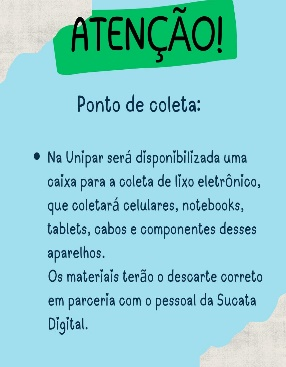 ATENÇÃO!
Ponto de coleta:
• Na Unipar será disponibilizada uma
caixa para a coleta de lixo eletrônico,
que coletará celulares, notebooks,
tablets, cabos e componentes desses
aparelhos.
Os materiais terão o descarte correto
em parceria com o pessoal da Sucata
Digital.